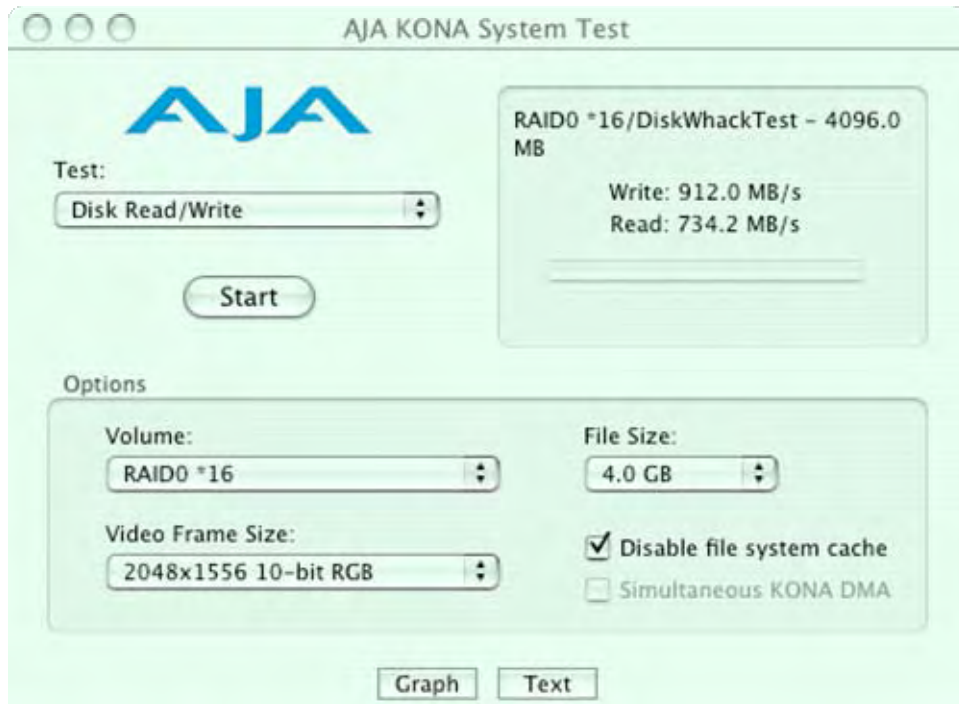 AJA KONA System Test
AJA
Test:
Disk Read/Write
Start
RAID0 *16/DiskWhackTest – 4096.0
MB
Write: 912.0 MB/s
Read: 734.2 MB/s
Options
Volume:
RAID0 *16
File Size:
4.0 GB
Video Frame Size:
2048x1556 10-bit RGB
Disable file system cache
Simultaneous KONA DMA
Graph
Text